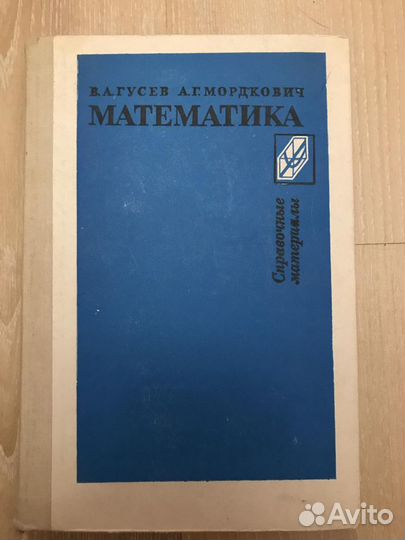 В.А.ГУСЕВ А.Г.МОРДКОВИЧ
МАТЕМАТИКА
Справочные
материалы
Avito